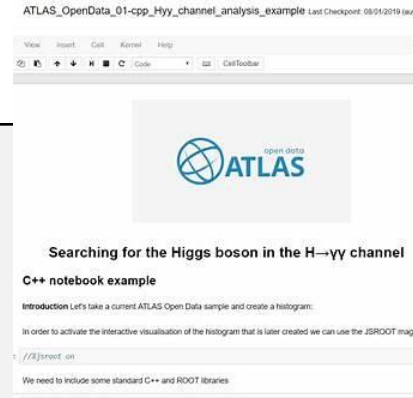 ATLAS_OpenData_01-cpp_Hyy_channel_analysis_example Last Checkpoint: 08/01/2019 (au
View Insert Cell Kernel Help
Code CellToolbar
open data
ATLAS
Searching for the Higgs boson in the H→γγ channel
C++ notebook example
Introduction Let's take a current ATLAS Open Data sample and create a histogram:
In order to activate the interactive visualisation of the histogram that is later created we can use the JSROOT mag
//%jsroot on
We need to include some standard C++ and ROOT libraries